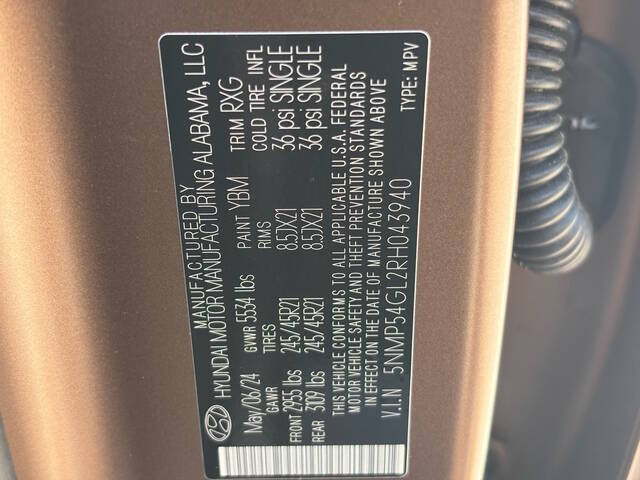 MANUFACTURED BY
HYUNDAI MOTOR MANUFACTURING ALABAMA, LLC
May/06/24 GVWR 5534 lbs PAINT YBM TRIM RXG
GAWR TIRES RIMS COLD TIRE INFL
FRONT 2955 lbs 245/45R21 8.5JX21 36 psi SINGLE
REAR 3109 lbs 245/45R21 8.5JX21 36 psi SINGLE
THIS VEHICLE CONFORMS TO ALL APPLICABLE U.S.A. FEDERAL
MOTOR VEHICLE SAFETY AND THEFT PREVENTION STANDARDS
IN EFFECT ON THE DATE OF MANUFACTURE SHOWN ABOVE
V.I.N 5NMP54GL2RH043940 TYPE: MPV